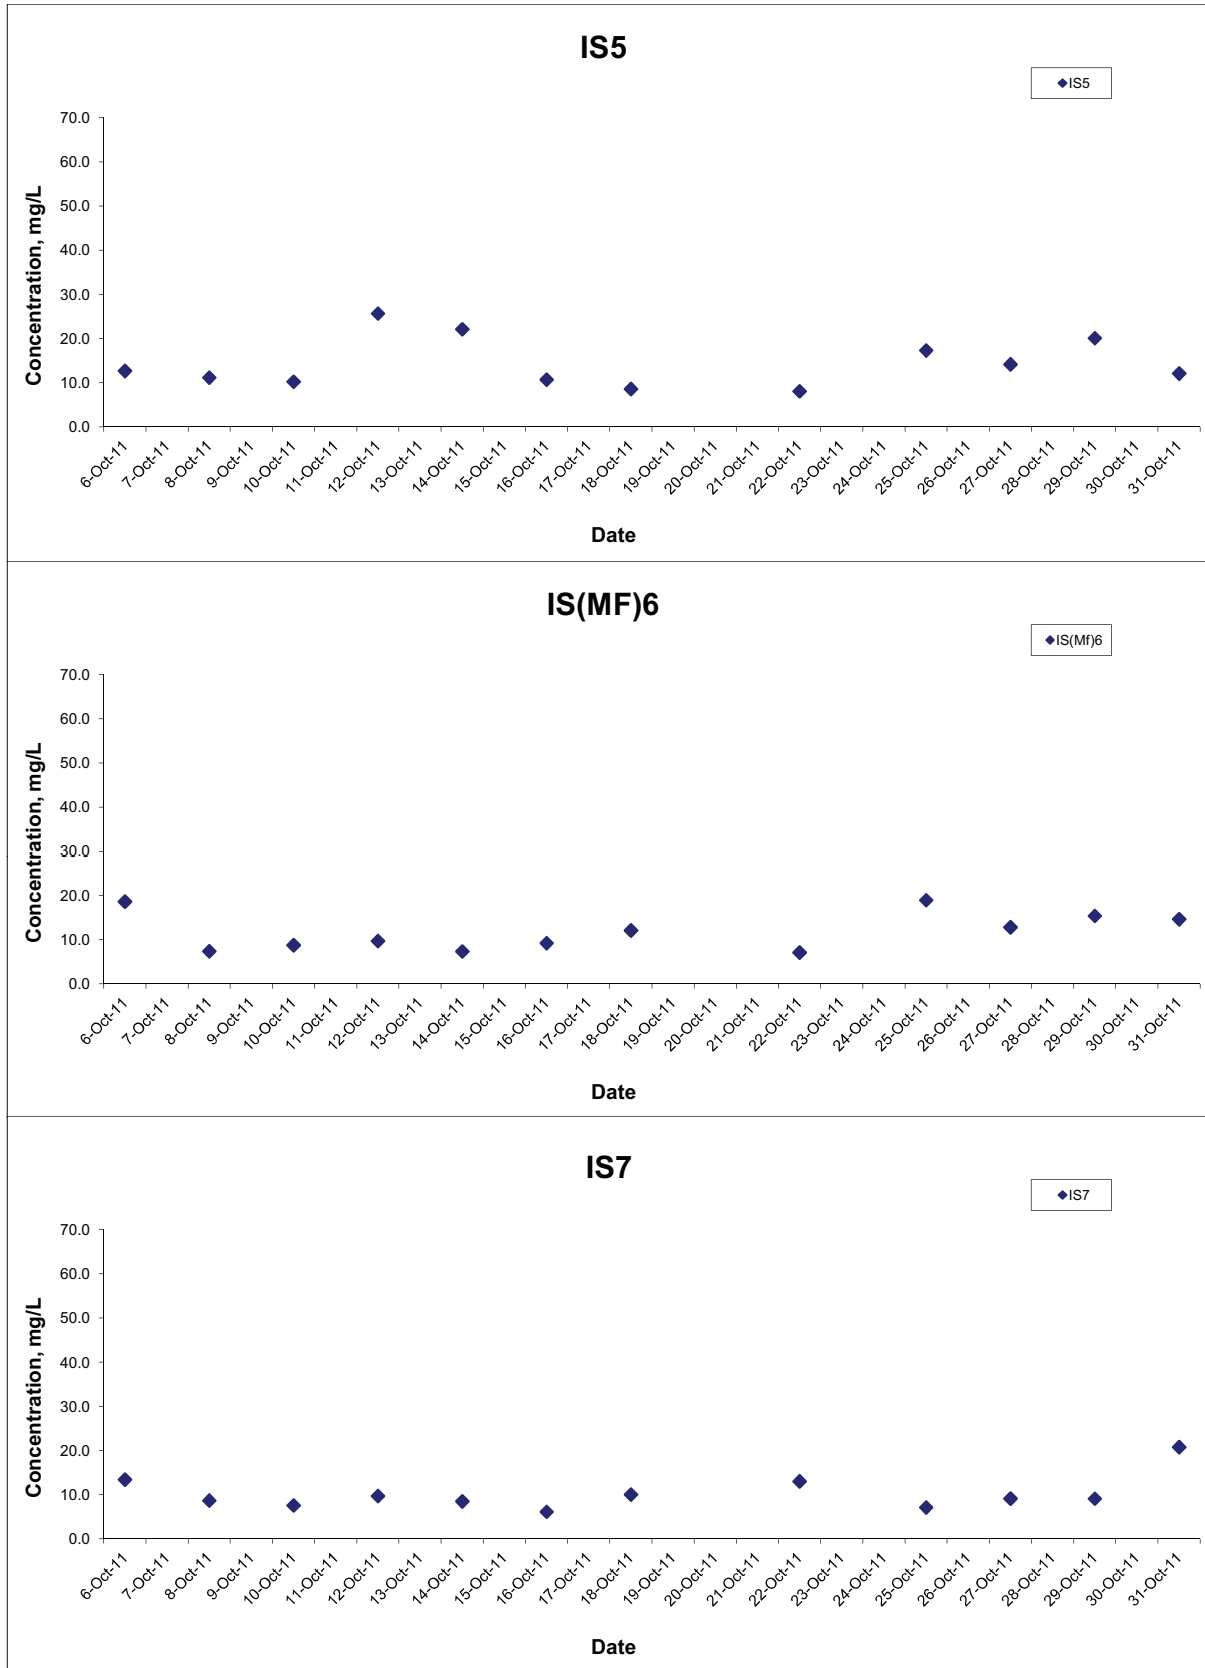 IS5
IS5
70.0
60.0
50.0
40.0
30.0
20.0
10.0
0.0
Concentration, mg/L
6-Oct-11
7-Oct-11
8-Oct-11
9-Oct-11
10-Oct-11
11-Oct-11
12-Oct-11
13-Oct-11
14-Oct-11
15-Oct-11
16-Oct-11
17-Oct-11
18-Oct-11
19-Oct-11
20-Oct-11
21-Oct-11
22-Oct-11
23-Oct-11
24-Oct-11
25-Oct-11
26-Oct-11
27-Oct-11
28-Oct-11
29-Oct-11
30-Oct-11
31-Oct-11
Date
IS(MF)6
IS(Mf)6
70.0
60.0
50.0
40.0
30.0
20.0
10.0
0.0
Concentration, mg/L
6-Oct-11
7-Oct-11
8-Oct-11
9-Oct-11
10-Oct-11
11-Oct-11
12-Oct-11
13-Oct-11
14-Oct-11
15-Oct-11
16-Oct-11
17-Oct-11
18-Oct-11
19-Oct-11
20-Oct-11
21-Oct-11
22-Oct-11
23-Oct-11
24-Oct-11
25-Oct-11
26-Oct-11
27-Oct-11
28-Oct-11
29-Oct-11
30-Oct-11
31-Oct-11
Date
IS7
IS7
70.0
60.0
50.0
40.0
30.0
20.0
10.0
0.0
Concentration, mg/L
6-Oct-11
7-Oct-11
8-Oct-11
9-Oct-11
10-Oct-11
11-Oct-11
12-Oct-11
13-Oct-11
14-Oct-11
15-Oct-11
16-Oct-11
17-Oct-11
18-Oct-11
19-Oct-11
20-Oct-11
21-Oct-11
22-Oct-11
23-Oct-11
24-Oct-11
25-Oct-11
26-Oct-11
27-Oct-11
28-Oct-11
29-Oct-11
30-Oct-11
31-Oct-11
Date